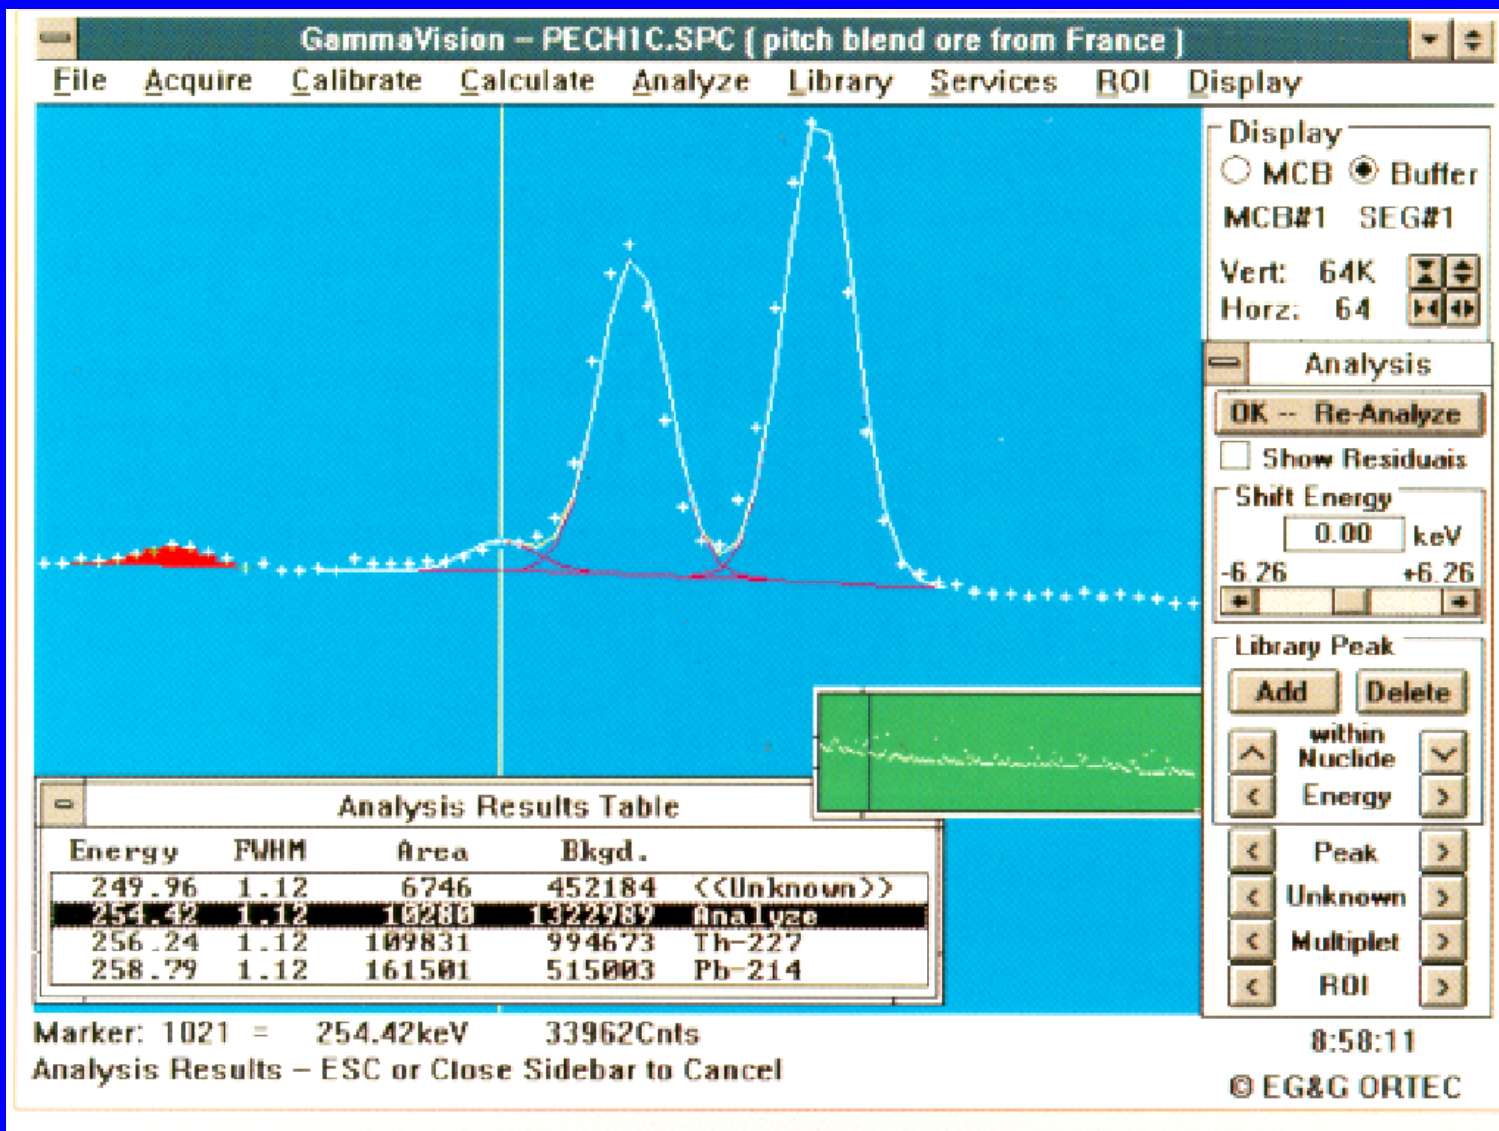 GammaVision – PECH1C.SPC ( pitch blend ore from France )
File Acquire Calibrate Calculate Analyze Library Services ROI Display
Display
MCB Buffer
MCB#1 SEG#1
Vert: 64K
Horz: 64
Analysis
OK -- Re-Analyze
Show Residuals
Shift Energy
0.00 keV
-6.26 +6.26
Library Peak
Add Delete
within
Nuclide
Energy
Peak
Unknown
Multiplet
ROI
Analysis Results Table
Energy FWHM Area Bkgd.
249.96 1.12 6746 452184 <<Unknown>>
254.42 1.12 10280 1322989 Analyze
256.24 1.12 109831 994673 Th-227
258.79 1.12 161501 515003 Pb-214
Marker: 1021 = 254.42keV 33962Cnts
Analysis Results – ESC or Close Sidebar to Cancel
8:58:11
© EG&G ORTEC